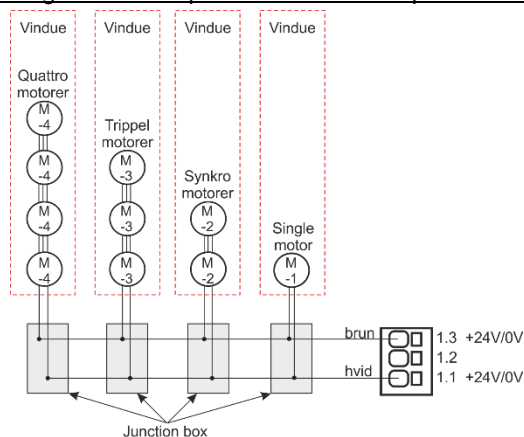 Vindue
Vindue
Vindue
Vindue
Quattro
motorer
M
-4
M
-4
M
-4
M
-4
Trippel
motorer
M
-3
M
-3
M
-3
Synkro
motorer
M
-2
M
-2
Single
motor
M
-1
brun
1.3 +24V/0V
1.2
hvid
1.1 +24V/0V
Junction box